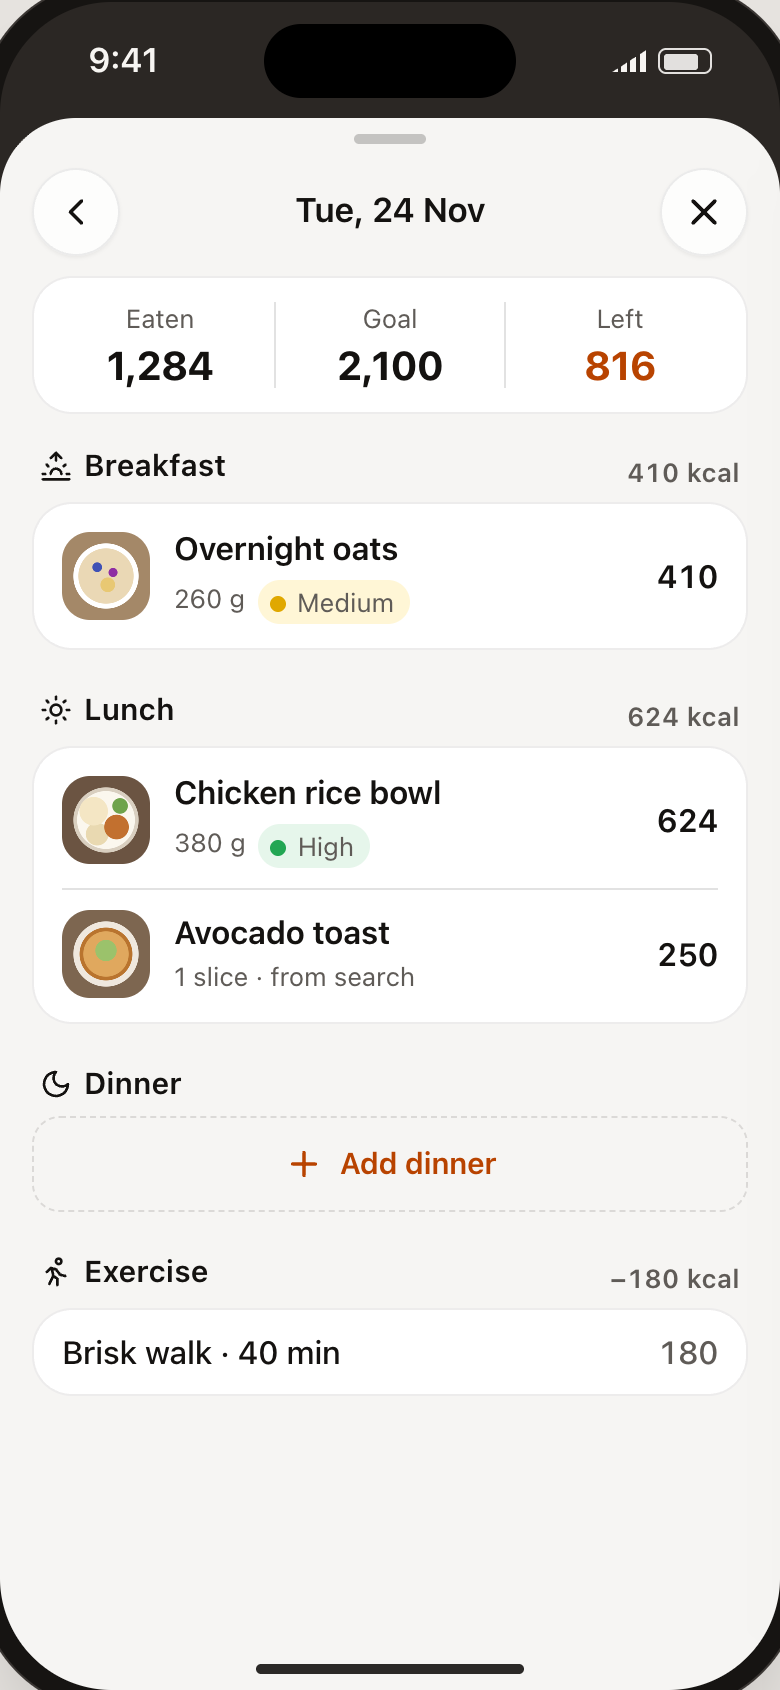 9:41
Tue, 24 Nov
Eaten Goal Left
1,284 2,100 816
Breakfast 410 kcal
Overnight oats
260 g Medium 410
Lunch 624 kcal
Chicken rice bowl
380 g High 624
Avocado toast
1 slice · from search 250
Dinner
Add dinner
Exercise –180 kcal
Brisk walk · 40 min 180